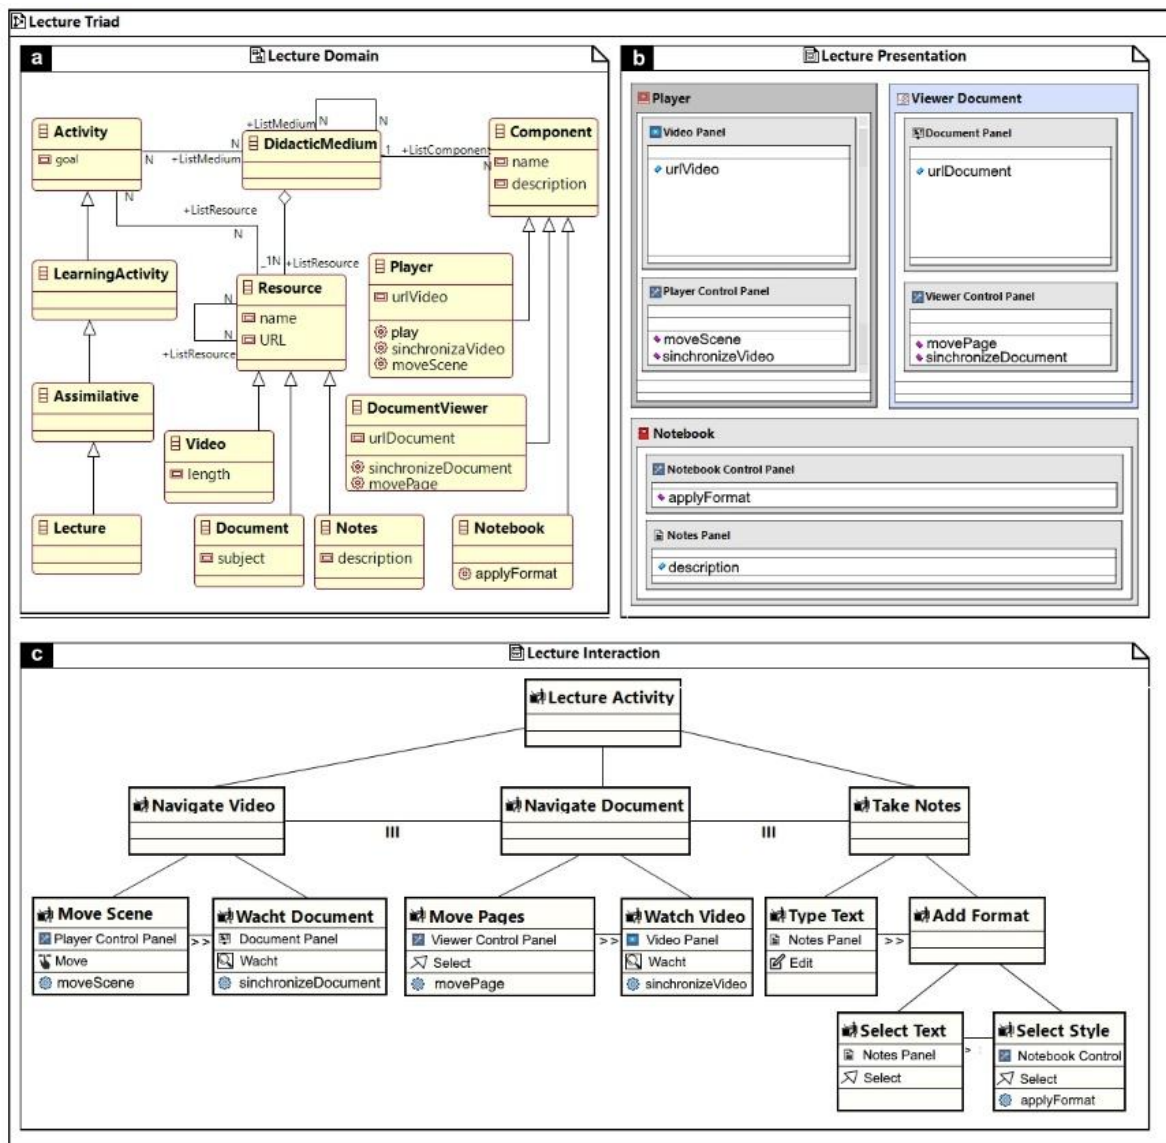 Lecture Triad
a
Lecture Domain
Activity
goal
N
+ListMedium
N
+ListMedium
N
N
DidacticMedium
1
+ListComponent
N
Component
name
description
N
+ListResource
N
_1N
+ListResource
LearningActivity
Resource
name
URL
N
N
+ListResource
Player
urlVideo
play
sinchronizaVideo
moveScene
Assimilative
DocumentViewer
urlDocument
sinchronizeDocument
movePage
Video
length
Lecture
Document
subject
Notes
description
Notebook
applyFormat
b
Lecture Presentation
Player
Video Panel
urlVideo
Player Control Panel
moveScene
sinchronizeVideo
Viewer Document
Document Panel
urlDocument
Viewer Control Panel
movePage
sinchronizeDocument
Notebook
Notebook Control Panel
applyFormat
Notes Panel
description
c
Lecture Interaction
Lecture Activity
Navigate Video
III
Navigate Document
III
Take Notes
Move Scene
Player Control Panel
Move
moveScene
>>
Wacht Document
Document Panel
Wacht
sinchronizeDocument
Move Pages
Viewer Control Panel
Select
movePage
>>
Watch Video
Video Panel
Wacht
sinchronizeVideo
Type Text
Notes Panel
Edit
>>
Add Format
Select Text
Notes Panel
Select
>
Select Style
Notebook Control
Select
applyFormat